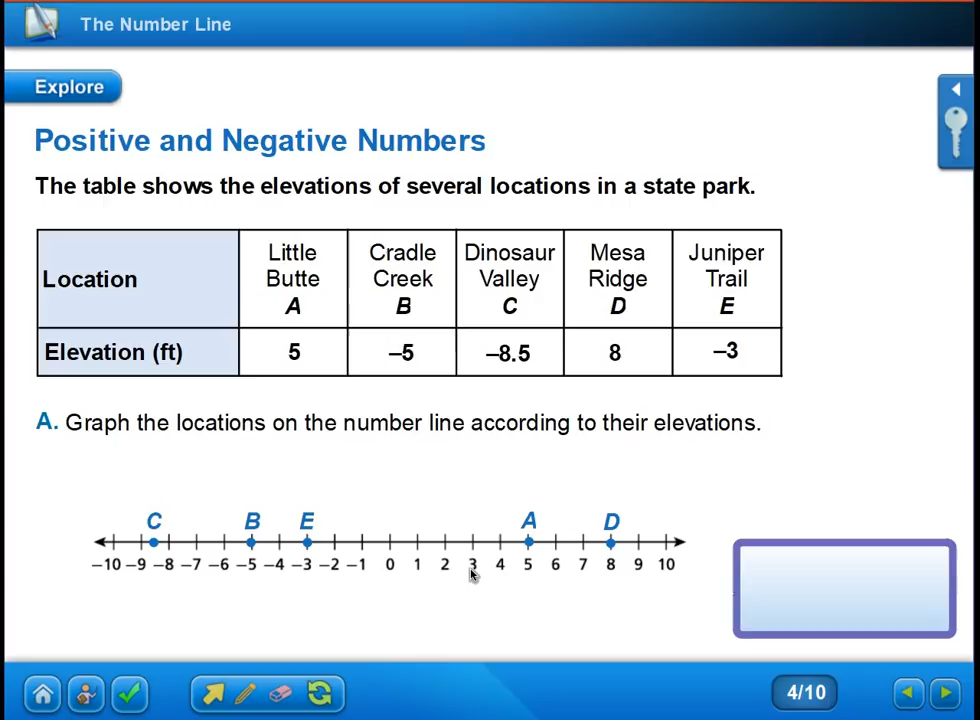 The Number Line
Explore
Positive and Negative Numbers
The table shows the elevations of several locations in a state park.
Location
Little Butte A
Cradle Creek B
Dinosaur Valley C
Mesa Ridge D
Juniper Trail E
Elevation (ft) 5 –5 –8.5 8 –3
A. Graph the locations on the number line according to their elevations.
C B E A D
–10 –9 –8 –7 –6 –5 –4 –3 –2 –1 0 1 2 3 4 5 6 7 8 9 10
4/10